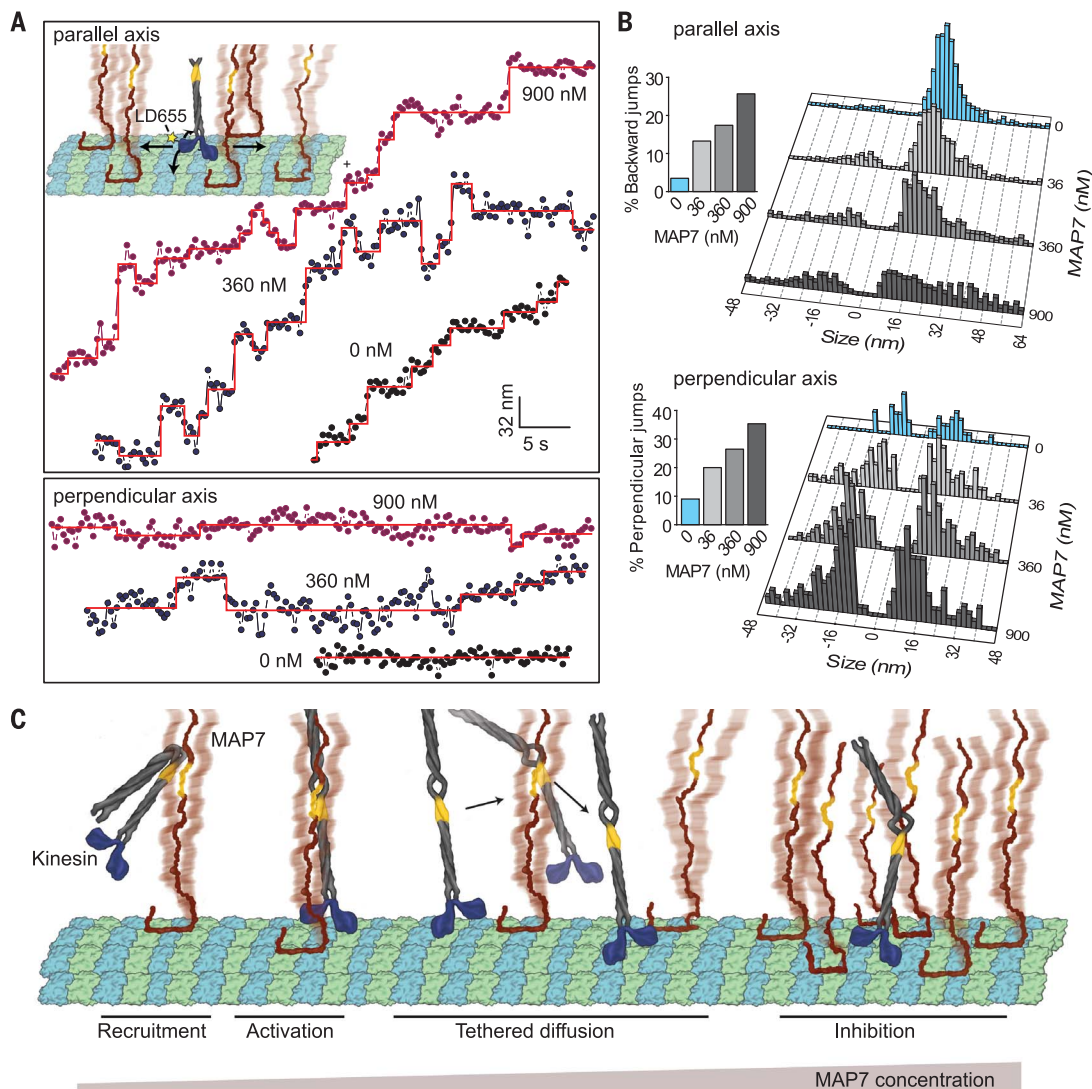 A
parallel axis
LD655
900 nM
+
360 nM
0 nM
32 nm
5 s
perpendicular axis
900 nM
360 nM
0 nM
B
parallel axis
% Backward jumps
30
20
10
0
0
36
360
900
MAP7 (nM)
0
36
360
900
MAP7 (nM)
-48
-32
-16
0
16
32
48
64
Size (nm)
perpendicular axis
% Perpendicular jumps
40
30
20
10
0
0
36
360
900
MAP7 (nM)
0
36
360
900
MAP7 (nM)
-48
-32
-16
0
16
32
48
Size (nm)
C
MAP7
Kinesin
Recruitment
Activation
Tethered diffusion
Inhibition
MAP7 concentration